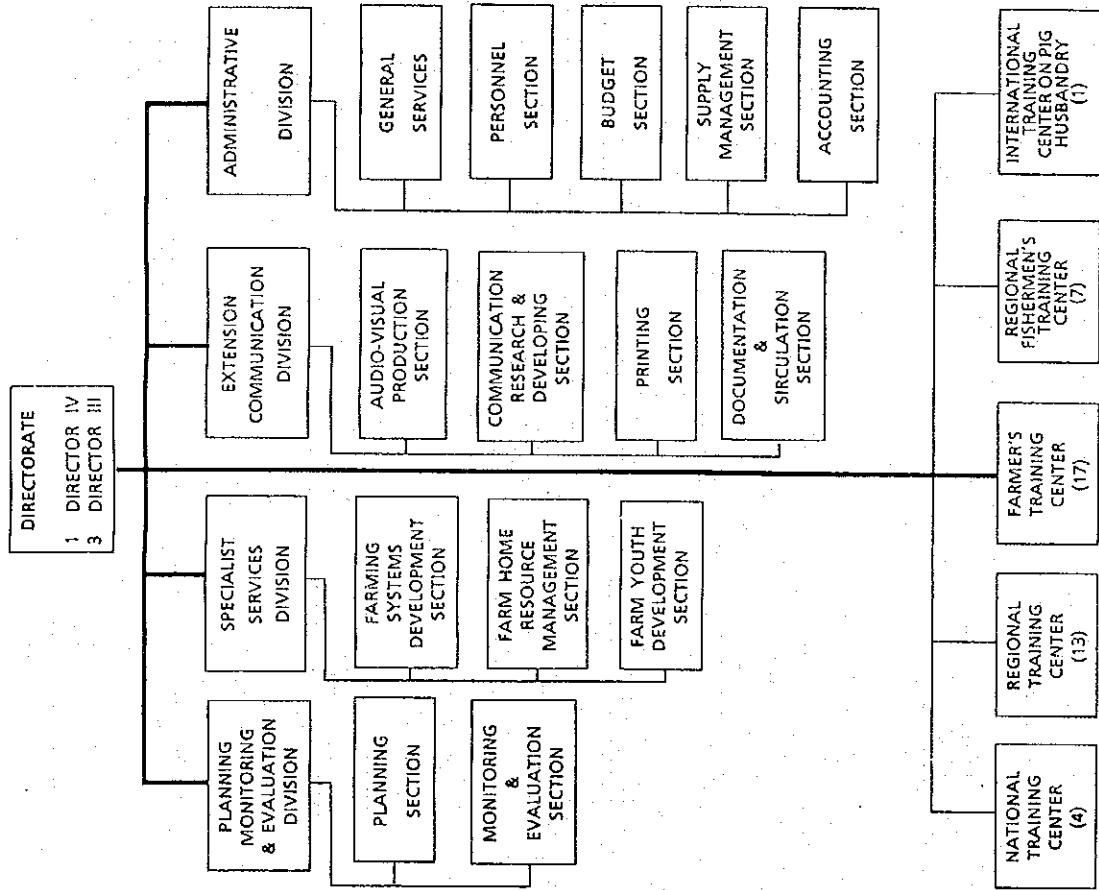 DIRECTORATE
1 DIRECTOR IV
3 DIRECTOR III
PLANNING
MONITORING
& EVALUATION
DIVISION
PLANNING
SECTION
MONITORING
&
EVALUATION
SECTION
SPECIALIST
SERVICES
DIVISION
FARMING
SYSTEMS
DEVELOPMENT
SECTION
FARM HOME
RESOURCE
MANAGEMENT
SECTION
FARM YOUTH
DEVELOPMENT
SECTION
EXTENSION
COMMUNICATION
DIVISION
AUDIO-VISUAL
PRODUCTION
SECTION
COMMUNICATION
RESEARCH &
DEVELOPING
SECTION
PRINTING
SECTION
DOCUMENTATION
&
SIRCULATION
SECTION
ADMINISTRATIVE
DIVISION
GENERAL
SERVICES
PERSONNEL
SECTION
BUDGET
SECTION
SUPPLY
MANAGEMENT
SECTION
ACCOUNTING
SECTION
NATIONAL
TRAINING
CENTER
(4)
REGIONAL
TRAINING
CENTER
(13)
FARMER'S
TRAINING
CENTER
(17)
REGIONAL
FISHERMEN'S
TRAINING
CENTER
(7)
INTERNATIONAL
TRAINING
CENTER ON PIG
HUSBANDRY
(1)